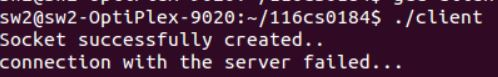 sw2@sw2-OptiPlex-9020:~/116cs0184$ ./client
Socket successfully created..
connection with the server failed...